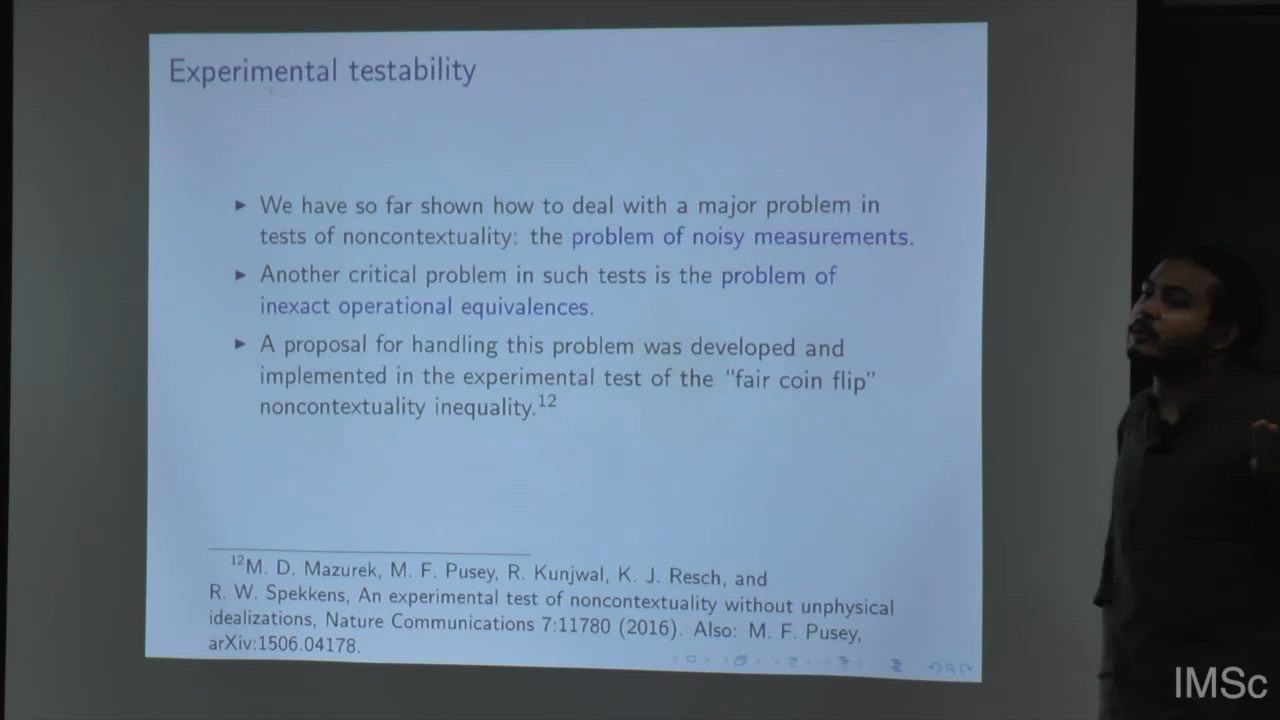 Experimental testability
▶ We have so far shown how to deal with a major problem in
tests of noncontextuality: the problem of noisy measurements.
▶ Another critical problem in such tests is the problem of
inexact operational equivalences.
▶ A proposal for handling this problem was developed and
implemented in the experimental test of the “fair coin flip”
noncontextuality inequality.¹²
¹²M. D. Mazurek, M. F. Pusey, R. Kunjwal, K. J. Resch, and
R. W. Spekkens, An experimental test of noncontextuality without unphysical
idealizations, Nature Communications 7:11780 (2016). Also: M. F. Pusey,
arXiv:1506.04178.
IMSc